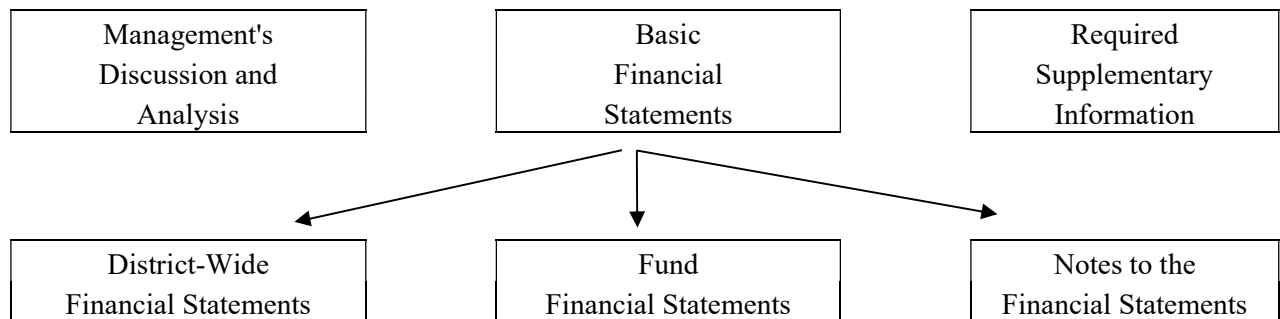 Management's
Discussion and
Analysis
Basic
Financial
Statements
Required
Supplementary
Information
District-Wide
Financial Statements
Fund
Financial Statements
Notes to the
Financial Statements